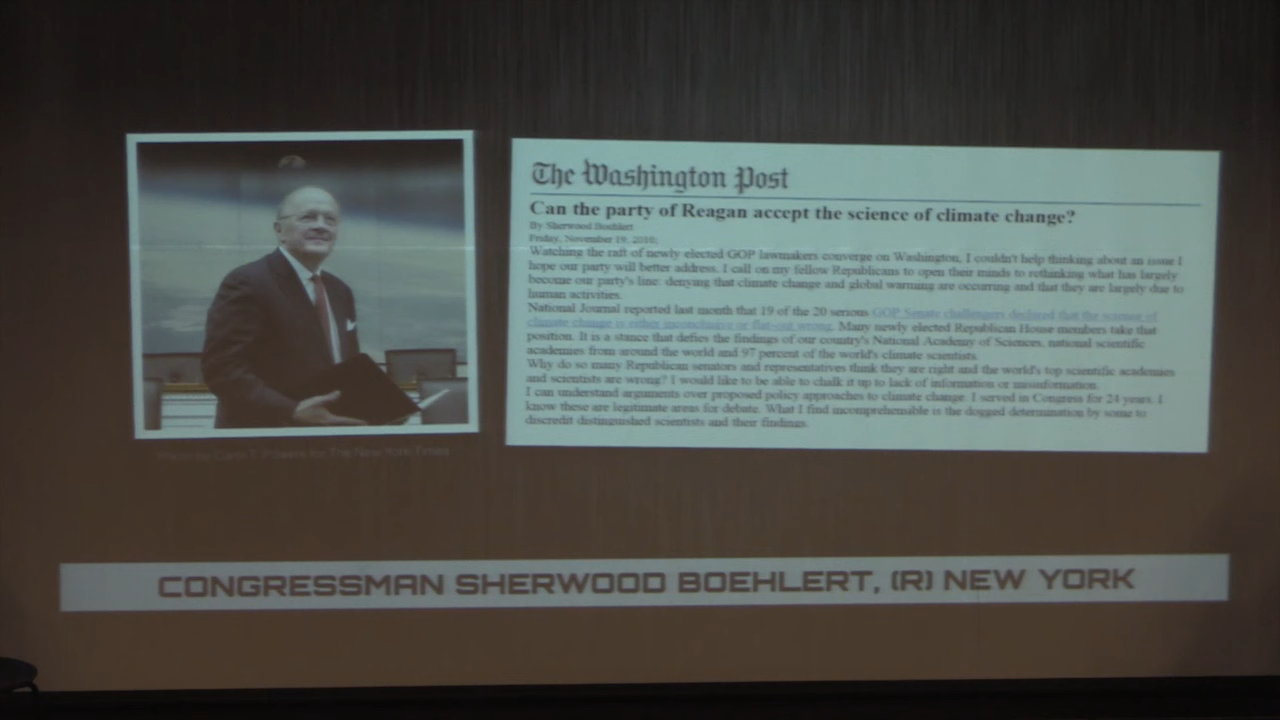 The Washington Post
Can the party of Reagan accept the science of climate change?
By Sherwood Boehlert
Friday, November 19, 2010;
Watching the raft of newly elected GOP lawmakers converge on Washington, I couldn't help thinking about an issue I
hope our party will better address. I call on my fellow Republicans to open their minds to rethinking what has largely
become our party's line: denying that climate change and global warming are occurring and that they are largely due to
human activities.
National Journal reported last month that 19 of the 20 serious GOP Senate challengers declared that the science of
climate change is either inconclusive or flat-out wrong. Many newly elected Republican House members take that
position. It is a stance that defies the findings of our country's National Academy of Sciences, national scientific
academies from around the world and 97 percent of the world's climate scientists.
Why do so many Republican senators and representatives think they are right and the world's top scientific academies
and scientists are wrong? I would like to be able to chalk it up to lack of information or misinformation.
I can understand arguments over proposed policy approaches to climate change. I served in Congress for 24 years. I
know these are legitimate areas for debate. What I find incomprehensible is the dogged determination by some to
discredit distinguished scientists and their findings.
for The New York Times
CONGRESSMAN SHERWOOD BOEHLERT, (R) NEW YORK